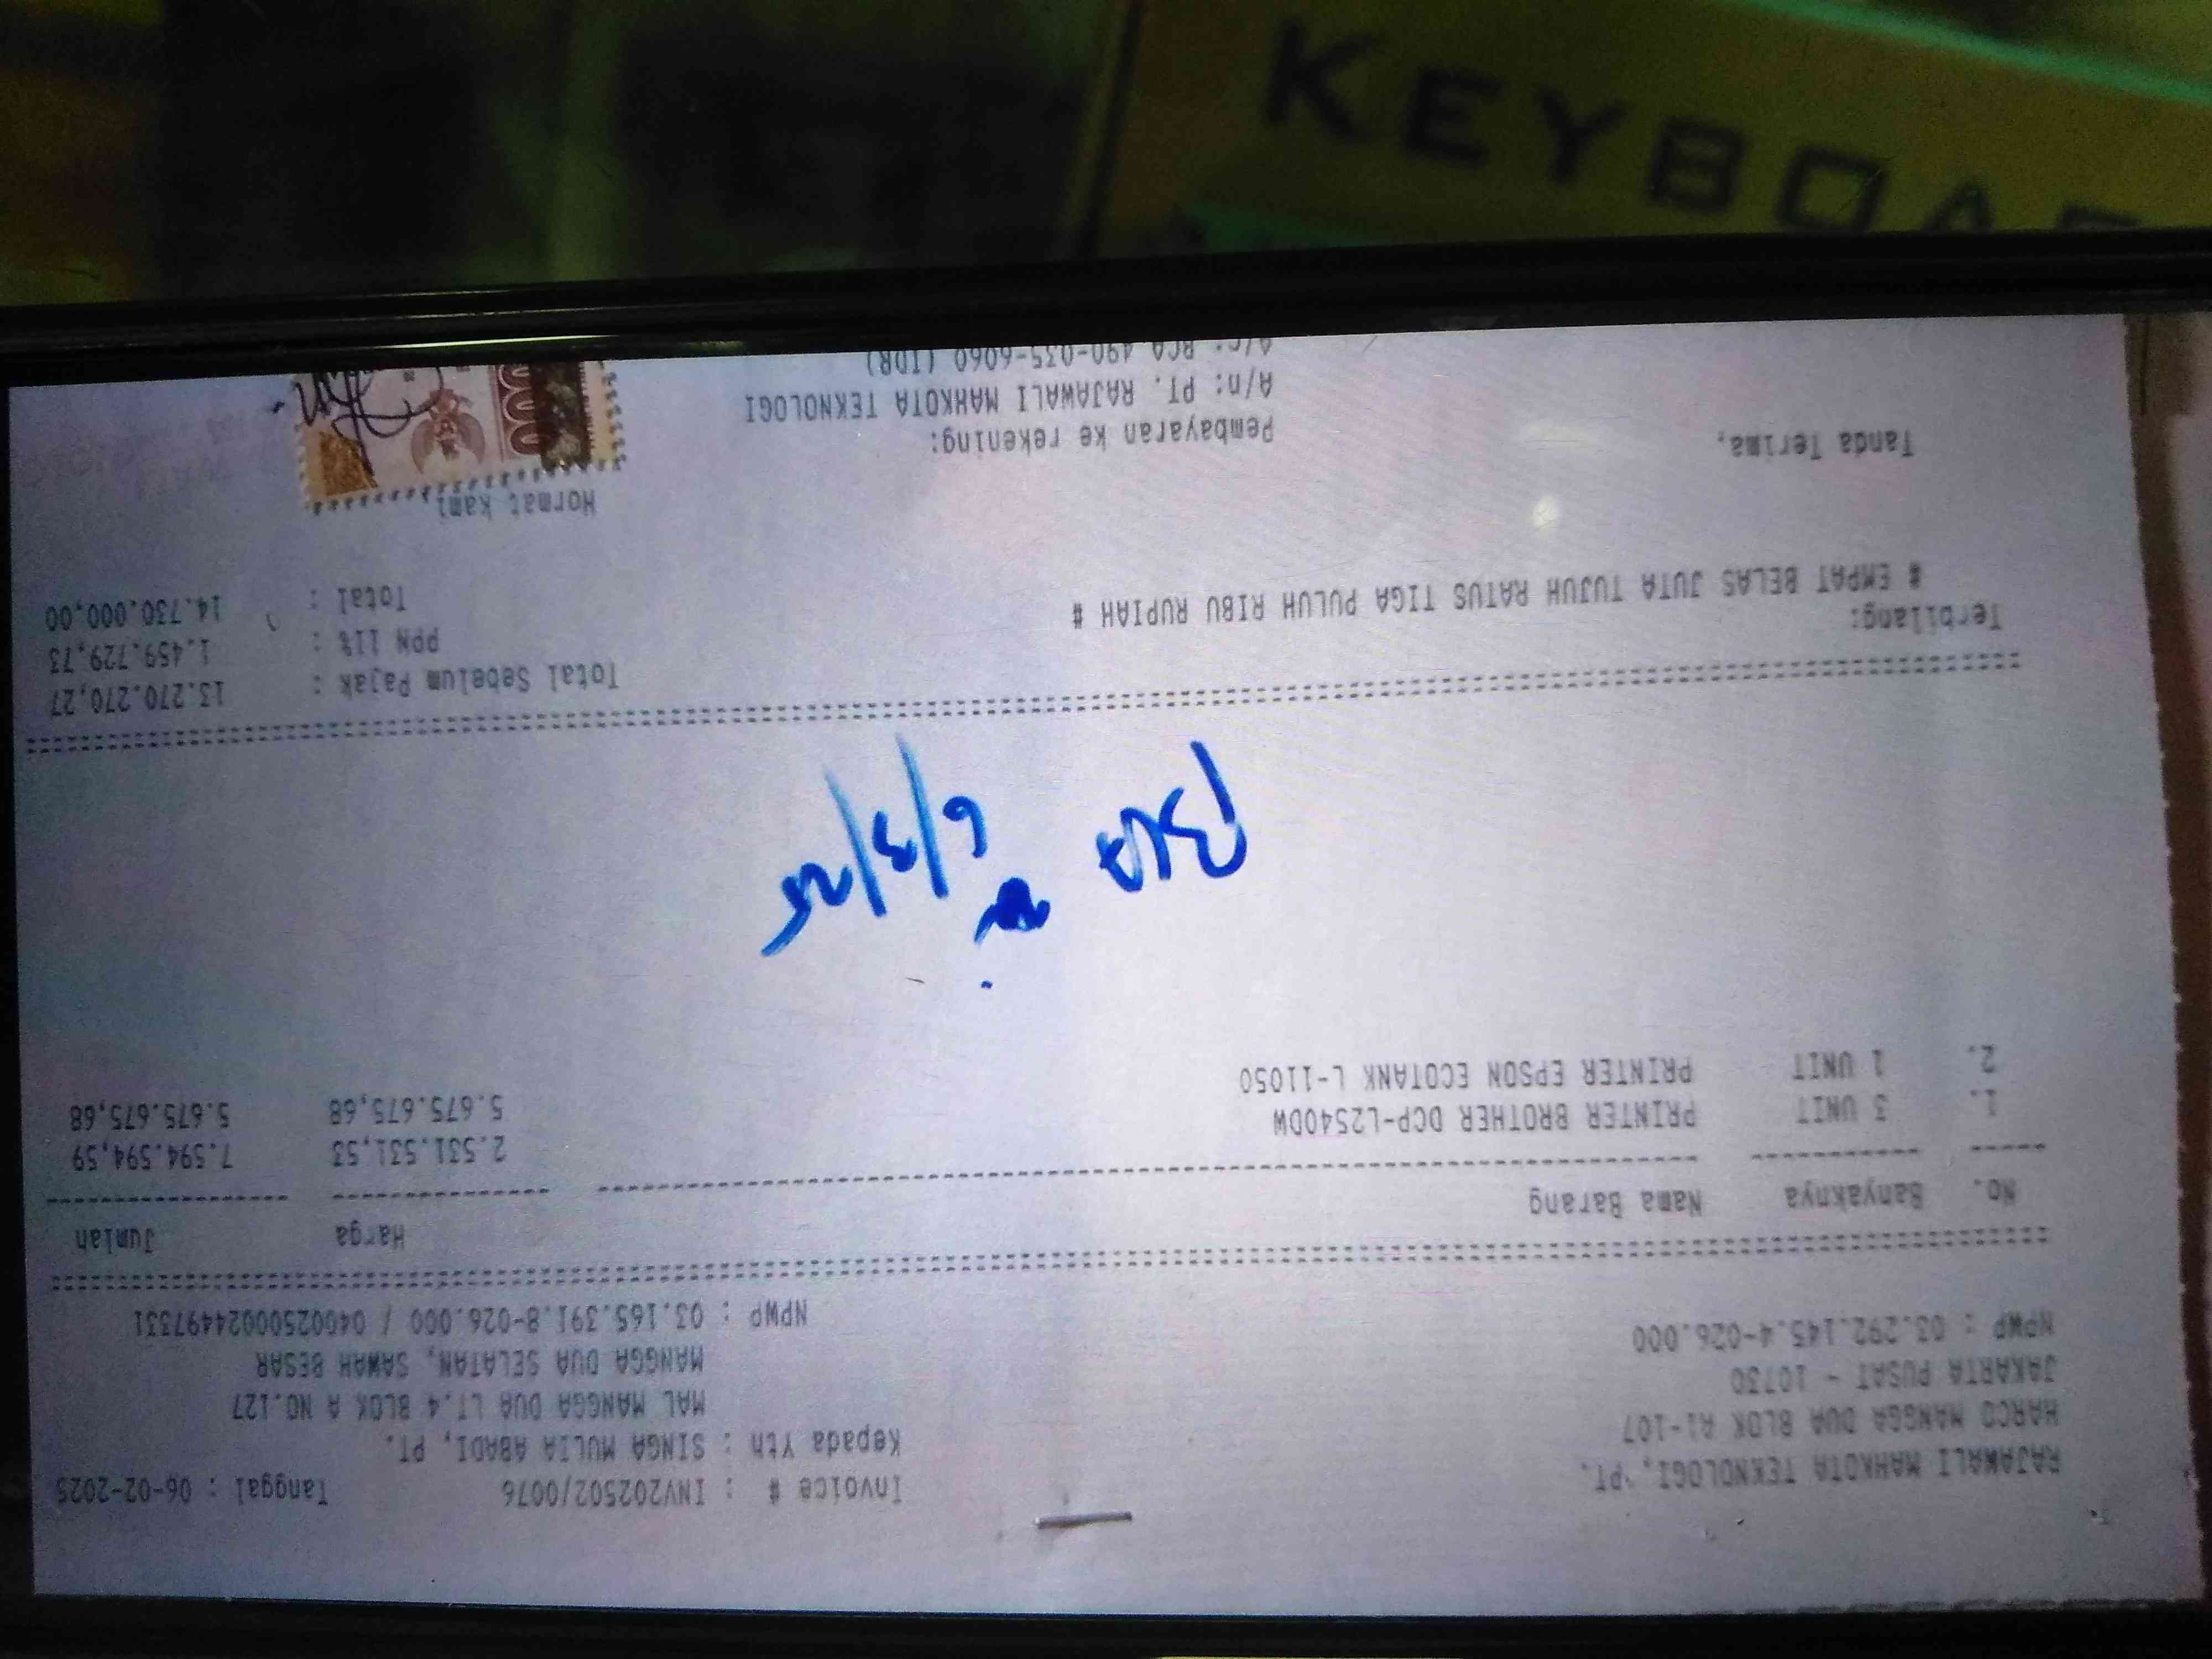 KEYBOA
RAJAWALI MAHKOTA TEKNOLOGI, PT.
HARCO MANGGA DUA BLOK A1-107
JAKARTA PUSAT - 10730
NPWP : 03.292.145.4-026.000
Invoice # : INV202502/0076 Tanggal : 06-02-2025
Kepada Yth : SINGA MULIA ABADI, PT.
MAL MANGGA DUA LT.4 BLOK A NO.127
MANGGA DUA SELATAN, SAWAH BESAR
NPWP : 03.165.391.8-026.000 / 04002500024497331
No. Banyaknya Nama Barang Harga Jumlah
1. 3 UNIT PRINTER BROTHER DCP-L2540DW 2.531.531,53 7.594.594,59
2. 1 UNIT PRINTER EPSON ECOTANK L-11050 5.675.675,68 5.675.675,68
6/3/25
Terbilang:
# EMPAT BELAS JUTA TUJUH RATUS TIGA PULUH RIBU RUPIAH #
Total Sebelum Pajak : 13.270.270,27
PPN 11% : 1.459.729,73
Total : 14.730.000,00
Tanda Terima,
Pembayaran ke rekening:
A/n: PT. RAJAWALI MAHKOTA TEKNOLOGI
A/c: BCA 490-035-6060 (IDR)
Hormat kami,